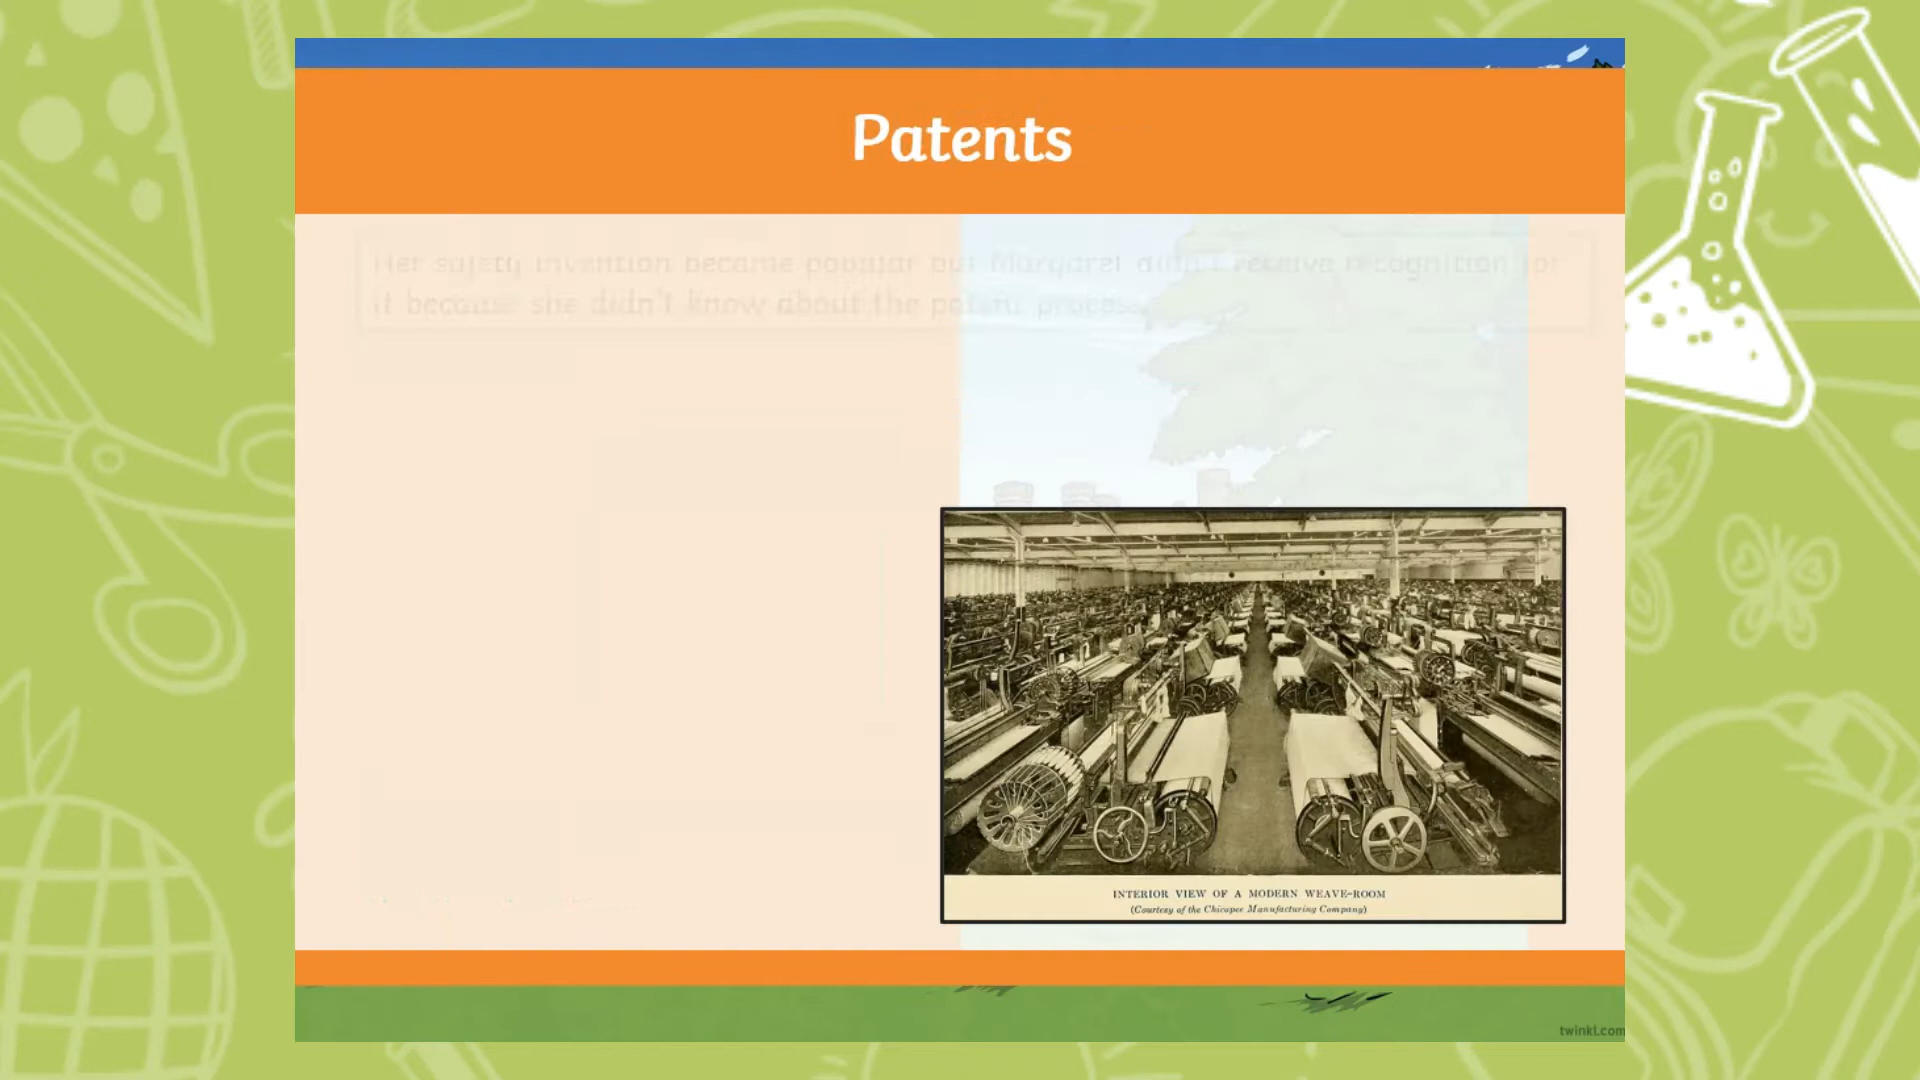 Patents
Her safety invention became popular but Margaret didn't receive recognition for
it because she didn't know about the patent process.
INTERIOR VIEW OF A MODERN WEAVE-ROOM
(Courtesy of the Chicopee Manufacturing Company)
twinkl.com